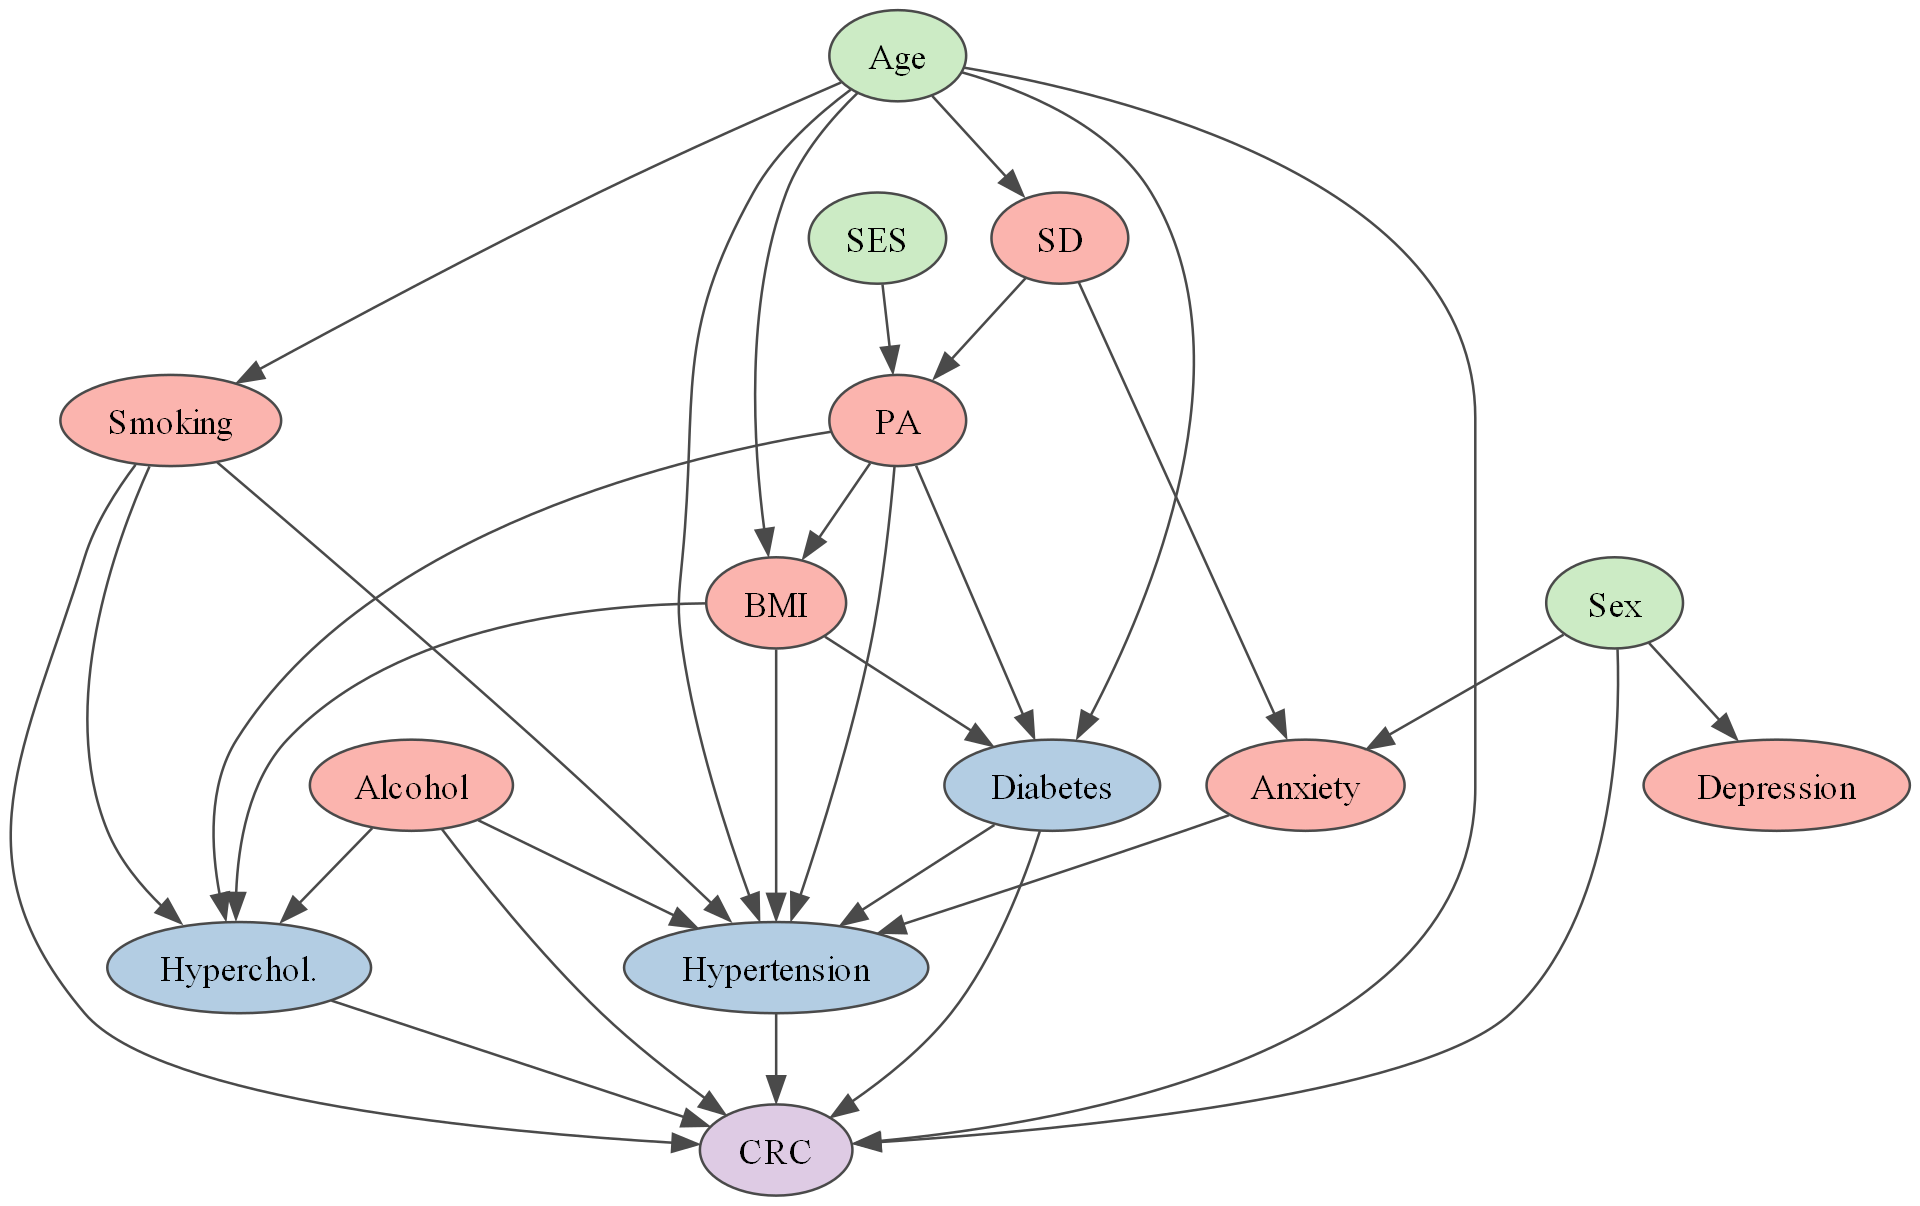 Age
SES
SD
Smoking
PA
BMI
Sex
Alcohol
Diabetes
Anxiety
Depression
Hyperchol.
Hypertension
CRC